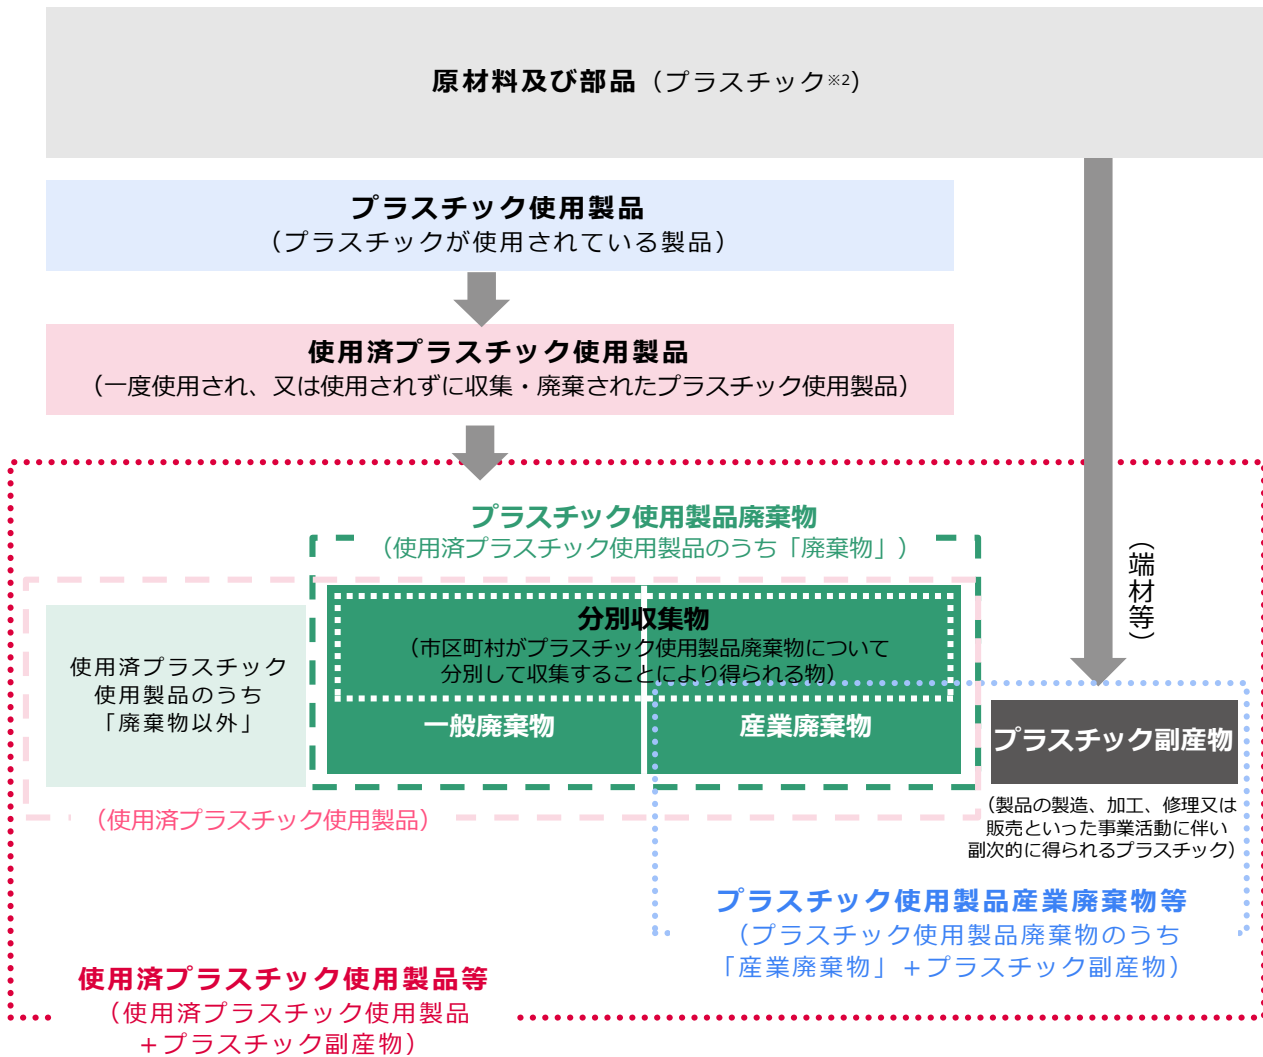 原材料及び部品（プラスチック※2）
プラスチック使用製品
（プラスチックが使用されている製品）
使用済プラスチック使用製品
（一度使用され、又は使用されずに収集・廃棄されたプラスチック使用製品）
プラスチック使用製品廃棄物
（使用済プラスチック使用製品のうち「廃棄物」）
（端材等）
分別収集物
（市区町村がプラスチック使用製品廃棄物について
分別して収集することにより得られる物）
使用済プラスチック
使用製品のうち
「廃棄物以外」
一般廃棄物
産業廃棄物
プラスチック副産物
（製品の製造、加工、修理又は
販売といった事業活動に伴い
副次的に得られるプラスチック）
（使用済プラスチック使用製品）
プラスチック使用製品産業廃棄物等
（プラスチック使用製品廃棄物のうち
「産業廃棄物」+プラスチック副産物）
使用済プラスチック使用製品等
（使用済プラスチック使用製品
+プラスチック副産物）